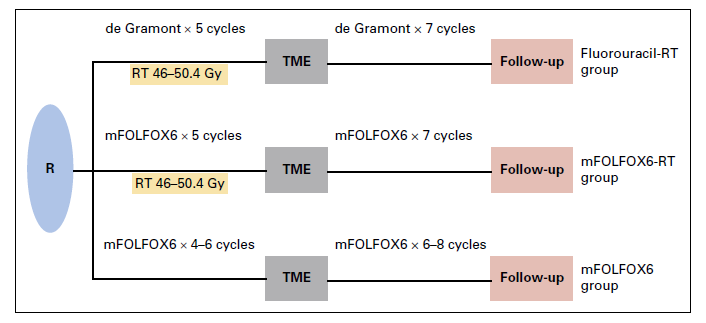 de Gramont × 5 cycles
de Gramont × 7 cycles
RT 46–50.4 Gy
TME
Follow-up
Fluorouracil-RT
group
mFOLFOX6 × 5 cycles
mFOLFOX6 × 7 cycles
R
RT 46–50.4 Gy
TME
Follow-up
mFOLFOX6-RT
group
mFOLFOX6 × 4–6 cycles
mFOLFOX6 × 6–8 cycles
TME
Follow-up
mFOLFOX6
group